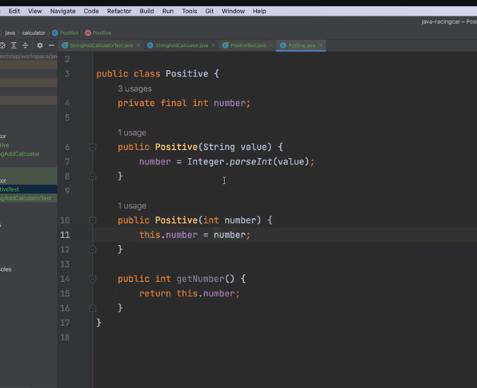 Edit View Navigate Code Refactor Build Run Tools Git Window Help
java-racingcar – Pos
java calculator Positive Positive
StringAddCalculatorTest.java StringAddCalculator.java PositiveTest.java Positive.java
2
3 public class Positive {
3 usages
4 private final int number;
5
1 usage
6 public Positive(String value) {
7 number = Integer.parseInt(value);
8 }
9
1 usage
10 public Positive(int number) {
11 this.number = number;
12 }
13
14 public int getNumber() {
15 return this.number;
16 }
17 }
18
tor
tive
ngAddCalculator
tor
tiveTest
ngAddCalculatorTest
oles